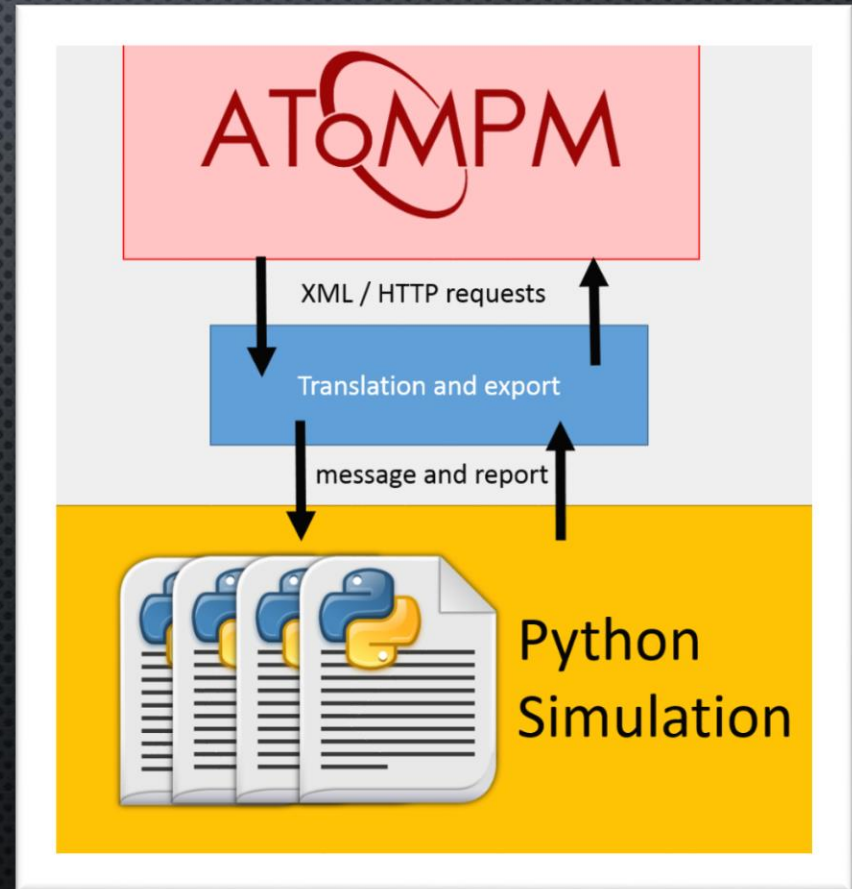 AToMPM
XML / HTTP requests
Translation and export
message and report
Python
Simulation